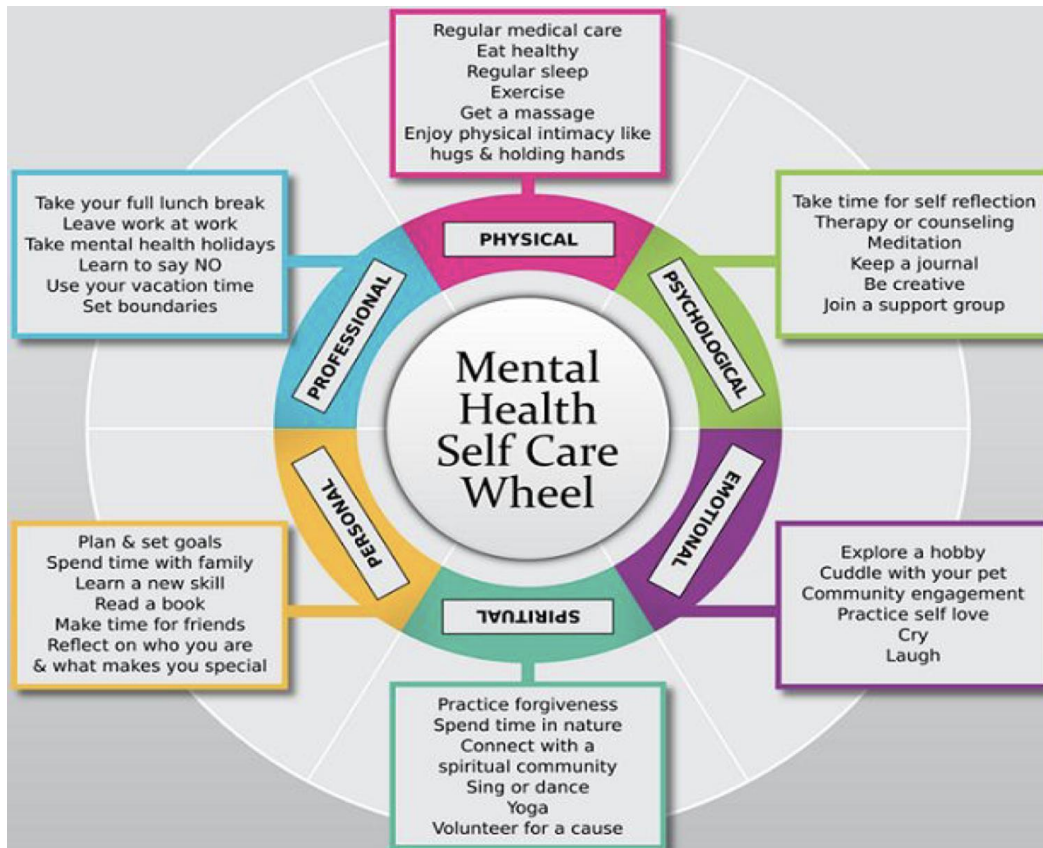 Regular medical care
Eat healthy
Regular sleep
Exercise
Get a massage
Enjoy physical intimacy like
hugs & holding hands
PHYSICAL
Take time for self reflection
Therapy or counseling
Meditation
Keep a journal
Be creative
Join a support group
PSYCHOLOGICAL
Explore a hobby
Cuddle with your pet
Community engagement
Practice self love
Cry
Laugh
EMOTIONAL
Practice forgiveness
Spend time in nature
Connect with a
spiritual community
Sing or dance
Yoga
Volunteer for a cause
SPIRITUAL
Plan & set goals
Spend time with family
Learn a new skill
Read a book
Make time for friends
Reflect on who you are
& what makes you special
PERSONAL
Take your full lunch break
Leave work at work
Take mental health holidays
Learn to say NO
Use your vacation time
Set boundaries
PROFESSIONAL
Mental
Health
Self Care
Wheel